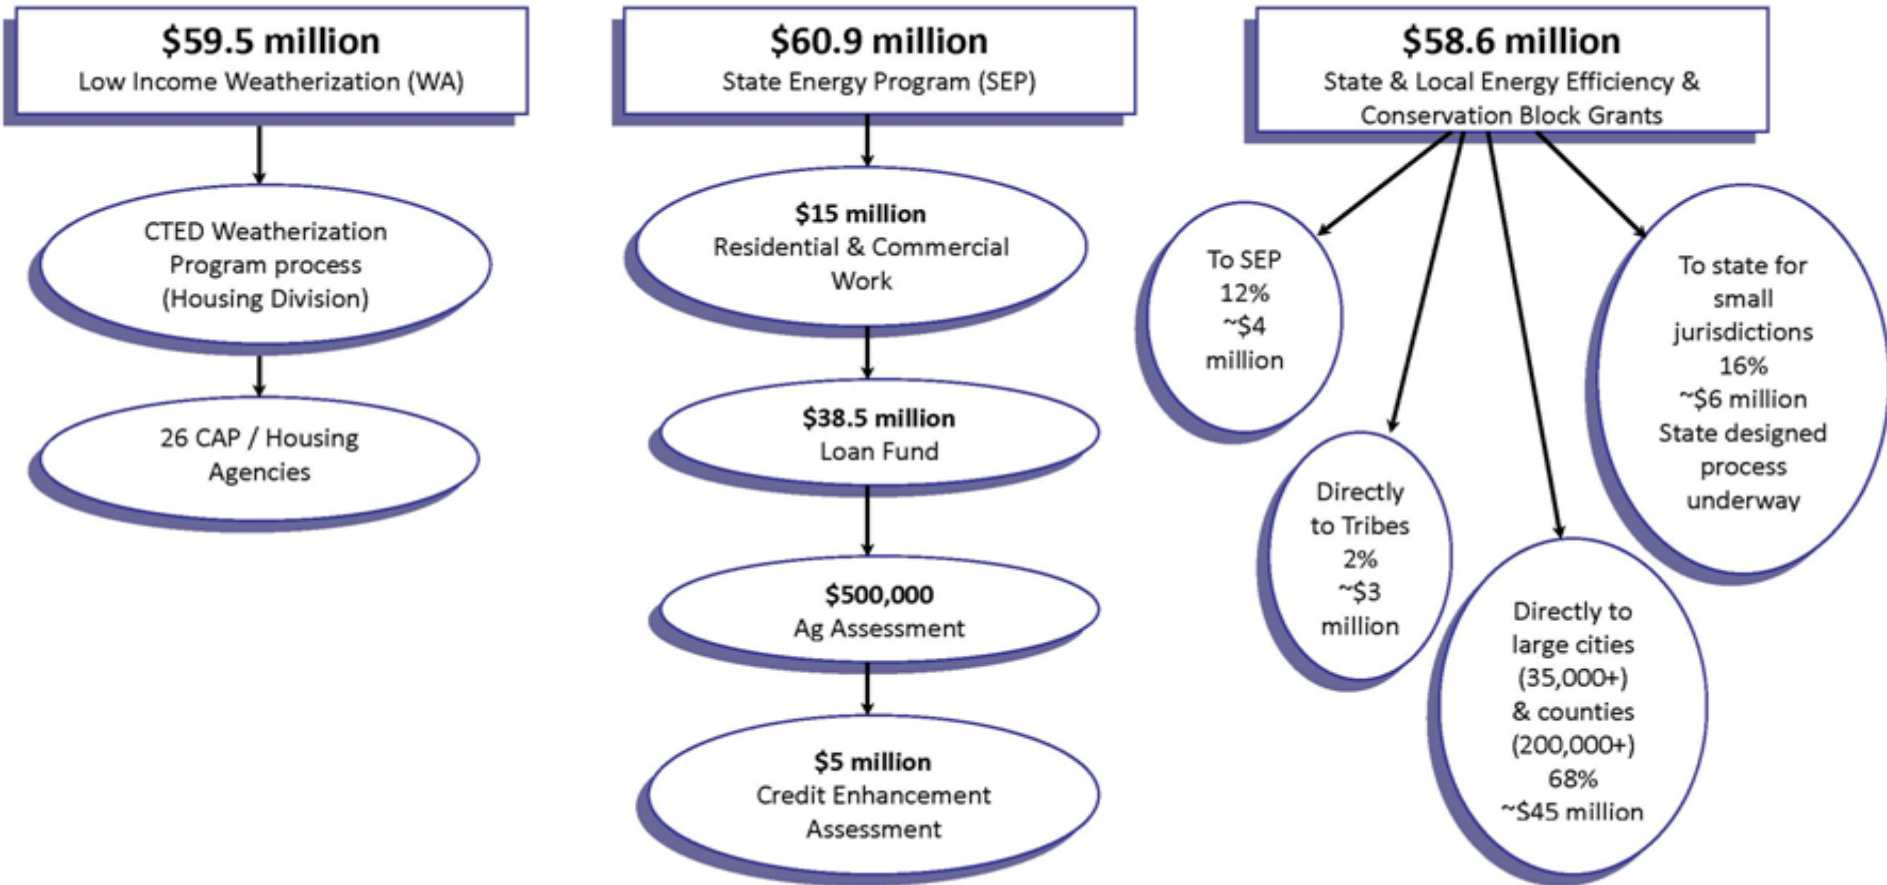 $59.5 million
Low Income Weatherization (WA)
CTED Weatherization
Program process
(Housing Division)
26 CAP / Housing
Agencies
$60.9 million
State Energy Program (SEP)
$15 million
Residential & Commercial
Work
$38.5 million
Loan Fund
$500,000
Ag Assessment
$5 million
Credit Enhancement
Assessment
$58.6 million
State & Local Energy Efficiency &
Conservation Block Grants
To SEP
12%
~$4
million
Directly
to Tribes
2%
~$3
million
Directly to
large cities
(35,000+)
& counties
(200,000+)
68%
~$45 million
To state for
small
jurisdictions
16%
~$6 million
State designed
process
underway